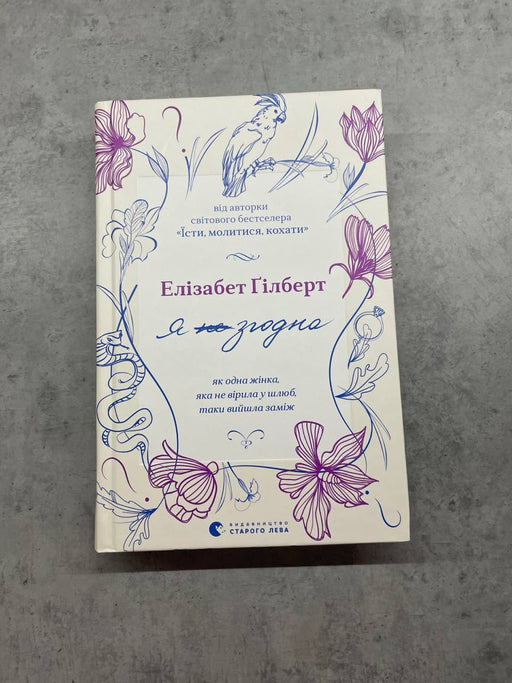 від авторки
світового бестселера
«Їсти, молитися, кохати»
Елізабет Ґілберт
я не згодна
як одна жінка,
яка не вірила у шлюб,
таки вийшла заміж
ВИДАВНИЦТВО
СТАРОГО ЛЕВА